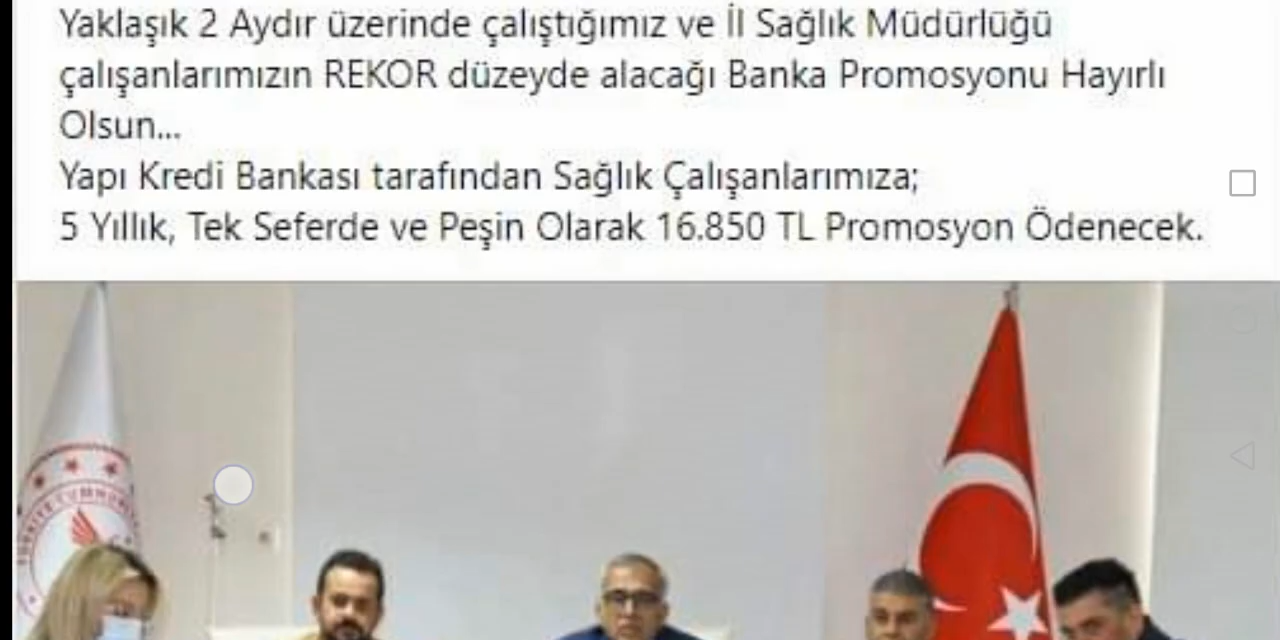 Yaklaşık 2 Aydır üzerinde çalıştığımız ve İl Sağlık Müdürlüğü
çalışanlarımızın REKOR düzeyde alacağı Banka Promosyonu Hayırlı
Olsun...
Yapı Kredi Bankası tarafından Sağlık Çalışanlarımıza;
5 Yıllık, Tek Seferde ve Peşin Olarak 16.850 TL Promosyon Ödenecek.